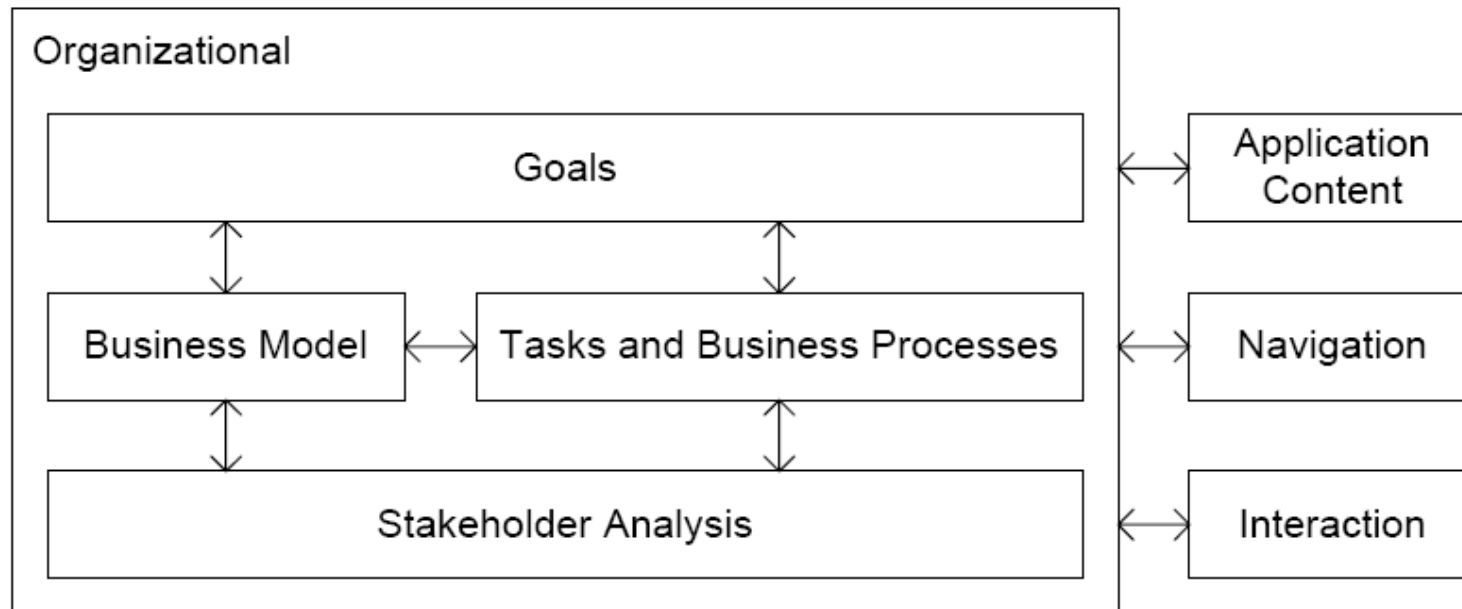 Organizational
Goals
Application
Content
Business Model
Tasks and Business Processes
Navigation
Stakeholder Analysis
Interaction